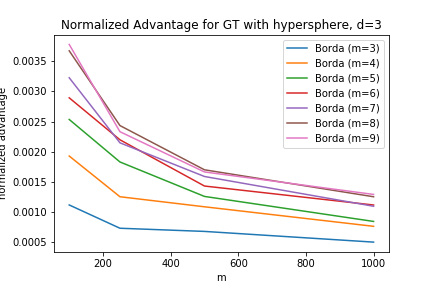 Normalized Advantage for GT with hypersphere, d=3
normalized advantage
0.0035
0.0030
0.0025
0.0020
0.0015
0.0010
0.0005
Borda (m=3)
Borda (m=4)
Borda (m=5)
Borda (m=6)
Borda (m=7)
Borda (m=8)
Borda (m=9)
200
400
600
800
1000
m